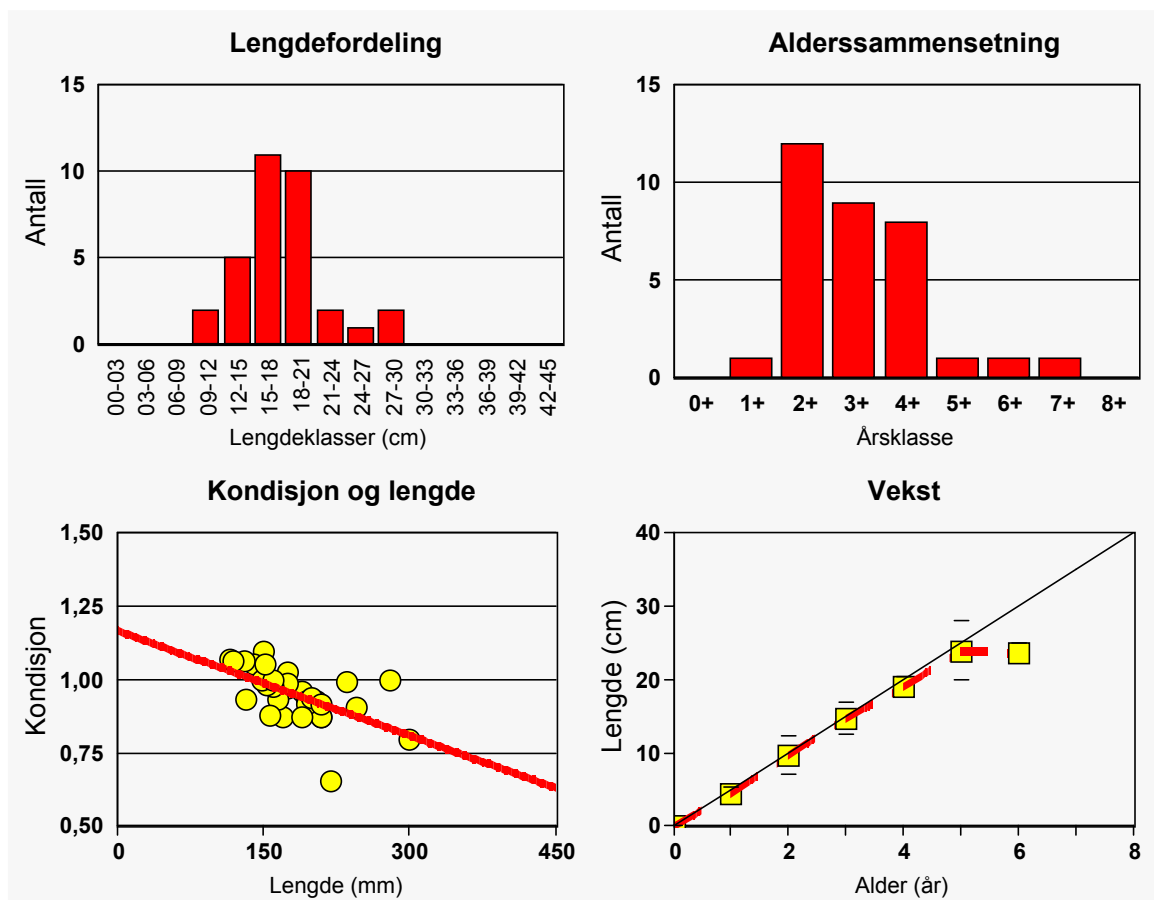 Lengdefordeling
15
10
5
0
Antall
00-03
03-06
06-09
09-12
12-15
15-18
18-21
21-24
24-27
27-30
30-33
33-36
36-39
39-42
42-45
Lengdeklasser (cm)
Alderssammensetning
15
10
5
0
Antall
0+ 1+ 2+ 3+ 4+ 5+ 6+ 7+ 8+
Årsklasse
Kondisjon og lengde
1,50
1,25
1,00
0,75
0,50
Kondisjon
0 150 300 450
Lengde (mm)
Vekst
40
30
20
10
0
Lengde (cm)
0 2 4 6 8
Alder (år)